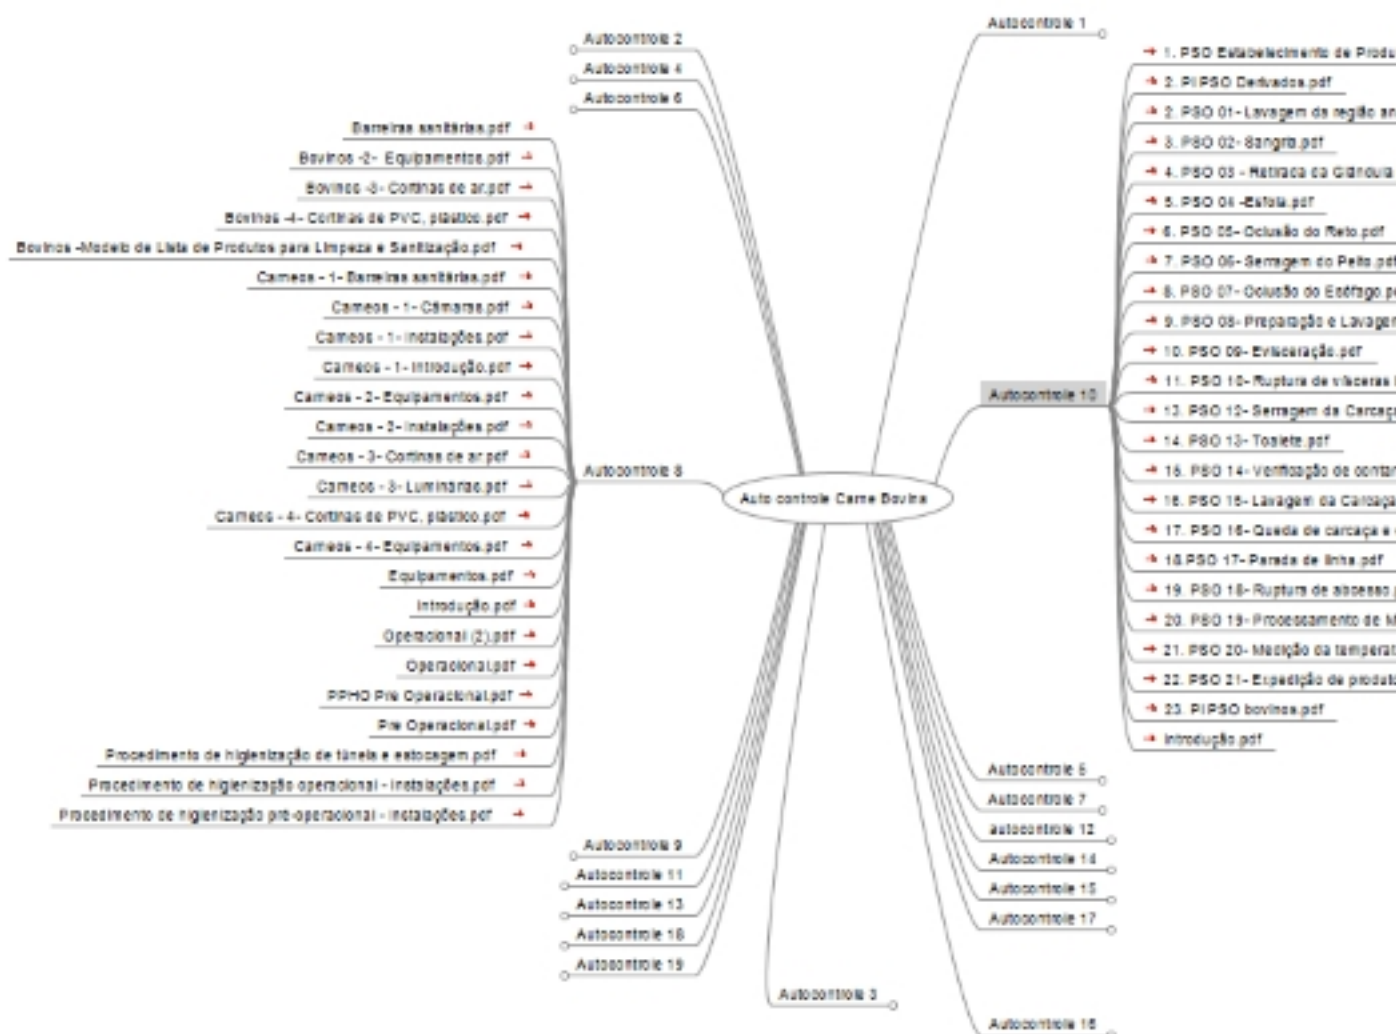 Autocontrole 2
Autocontrole 4
Autocontrole 6
Barreiras sanitárias.pdf
Bovinos -2- Equipamentos.pdf
Bovinos -3- Cortinas de ar.pdf
Bovinos -4- Cortinas de PVC, plástico.pdf
Bovinos -Modelo de Lista de Produtos para Limpeza e Sanitização.pdf
Carneos - 1- Barreiras sanitárias.pdf
Carneos - 1- Câmaras.pdf
Carneos - 1- Instalações.pdf
Carneos - 1- Introdução.pdf
Carneos - 2- Equipamentos.pdf
Carneos - 2- Instalações.pdf
Carneos - 3- Cortinas de ar.pdf
Carneos - 3- Luminárias.pdf
Carneos - 4- Cortinas de PVC, plástico.pdf
Carneos - 4- Equipamentos.pdf
Equipamentos.pdf
Introdução.pdf
Operacional (2).pdf
Operacional.pdf
PPHO Pré Operacional.pdf
Pre Operacional.pdf
Procedimento de higienização de túneis e estocagem.pdf
Procedimento de higienização operacional - instalações.pdf
Procedimento de higienização pré-operacional - instalações.pdf
Autocontrole 8
Autocontrole 9
Autocontrole 11
Autocontrole 13
Autocontrole 18
Autocontrole 19
Auto controle Carne Bovina
Autocontrole 3
Autocontrole 1
Autocontrole 10
1. PSO Estabelecimento de Produ
2. PI PSO Derivados.pdf
2. PSO 01- Lavagem da região an
3. PSO 02- Sangria.pdf
4. PSO 03 - Retirada da Glândula
5. PSO 04 -Esfola.pdf
6. PSO 05- Oclusão do Reto.pdf
7. PSO 06- Serragem do Peito.pdf
8. PSO 07- Oclusão do Esôfago.p
9. PSO 08- Preparação e Lavagen
10. PSO 09- Evisceração.pdf
11. PSO 10- Ruptura de vísceras
13. PSO 12- Serragem da Carcaça
14. PSO 13- Toalete.pdf
15. PSO 14- Verificação de contan
16. PSO 15- Lavagem da Carcaça
17. PSO 16- Queda de carcaça e
18.PSO 17- Parada de linha.pdf
19. PSO 18- Ruptura de abcesso.
20. PSO 19- Processamento de M
21. PSO 20- Medição da temperat
22. PSO 21- Expedição de produto
23. PI PSO bovinos.pdf
Introdução.pdf
Autocontrole 5
Autocontrole 7
autocontrole 12
Autocontrole 14
Autocontrole 15
Autocontrole 17
Autocontrole 16